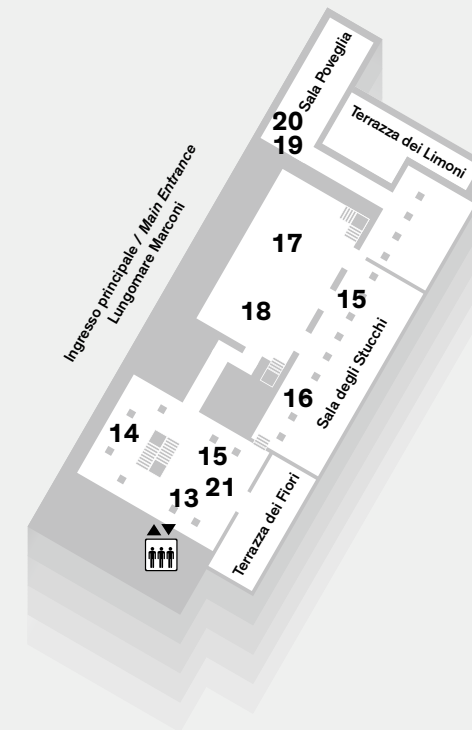 Sala Poveglia
20
19
Terrazza dei Limoni
Ingresso principale / Main Entrance
Lungomare Marconi
17
15
18
16
Sala degli Stucchi
14
15
21
13
Terrazza dei Fiori